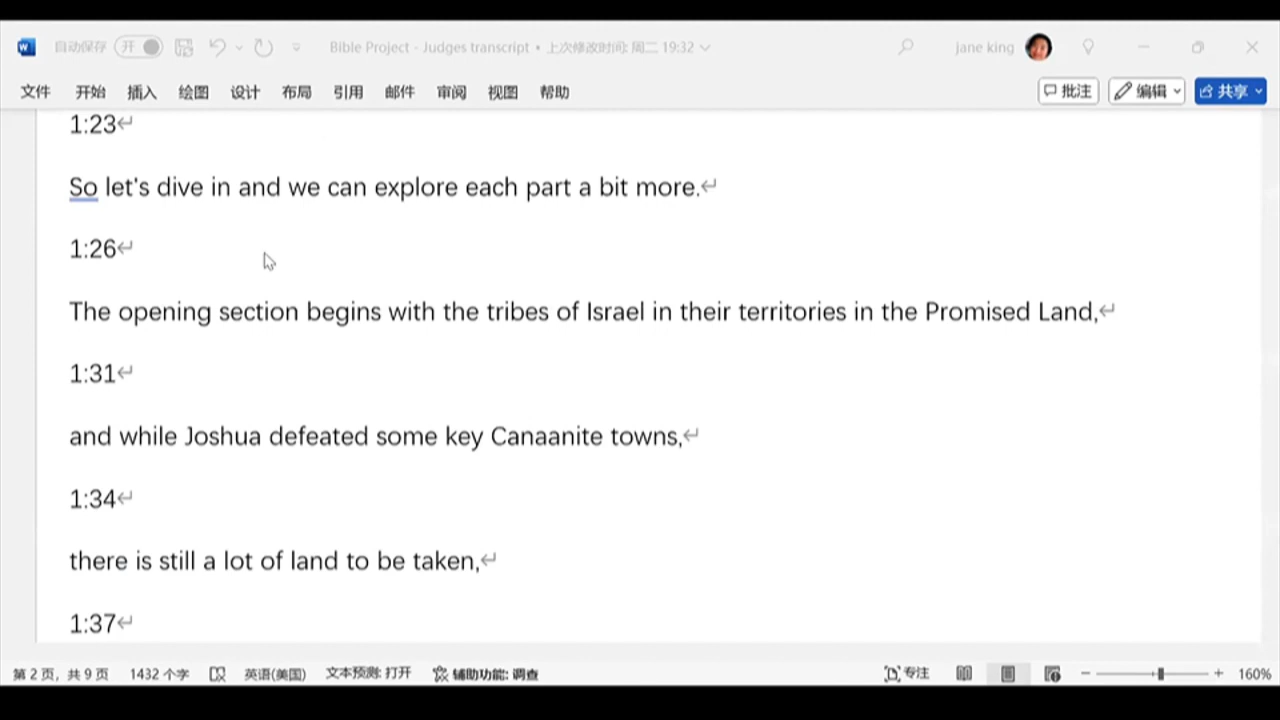 自动保存 开 Bible Project - Judges transcript • 上次修改时间: 周二 19:32 jane king
文件 开始 插入 绘图 设计 布局 引用 邮件 审阅 视图 帮助 批注 编辑 共享
1:23
So let's dive in and we can explore each part a bit more.
1:26
The opening section begins with the tribes of Israel in their territories in the Promised Land,
1:31
and while Joshua defeated some key Canaanite towns,
1:34
there is still a lot of land to be taken,
1:37
第 2 页，共 9 页 1432 个字 英语(美国) 文本预测: 打开 辅助功能: 调查 专注 160%